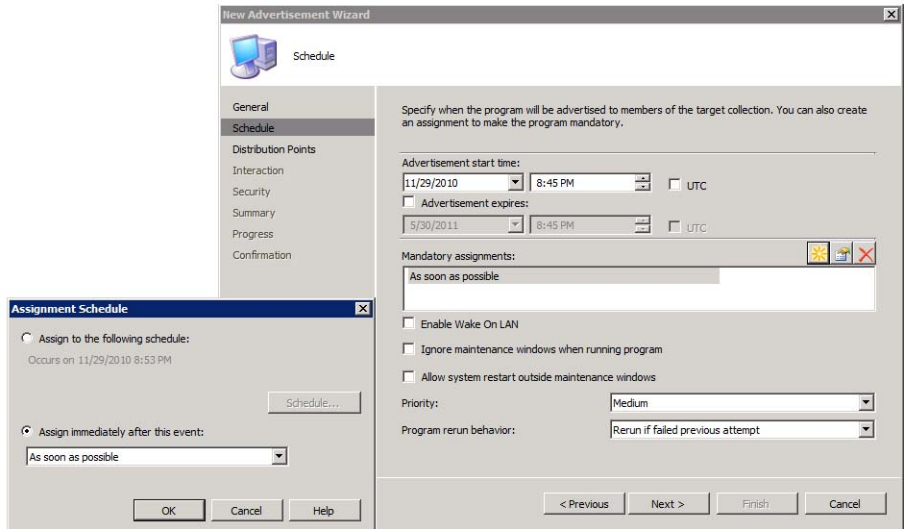 New Advertisement Wizard
Schedule
General
Schedule
Distribution Points
Interaction
Security
Summary
Progress
Confirmation
Specify when the program will be advertised to members of the target collection. You can also create
an assignment to make the program mandatory.
Advertisement start time:
11/29/2010 8:45 PM UTC
Advertisement expires:
5/30/2011 8:45 PM UTC
Mandatory assignments:
As soon as possible
Enable Wake On LAN
Ignore maintenance windows when running program
Allow system restart outside maintenance windows
Priority: Medium
Program rerun behavior: Rerun if failed previous attempt
< Previous Next > Finish Cancel
Assignment Schedule
Assign to the following schedule:
Occurs on 11/29/2010 8:53 PM
Schedule...
Assign immediately after this event:
As soon as possible
OK Cancel Help